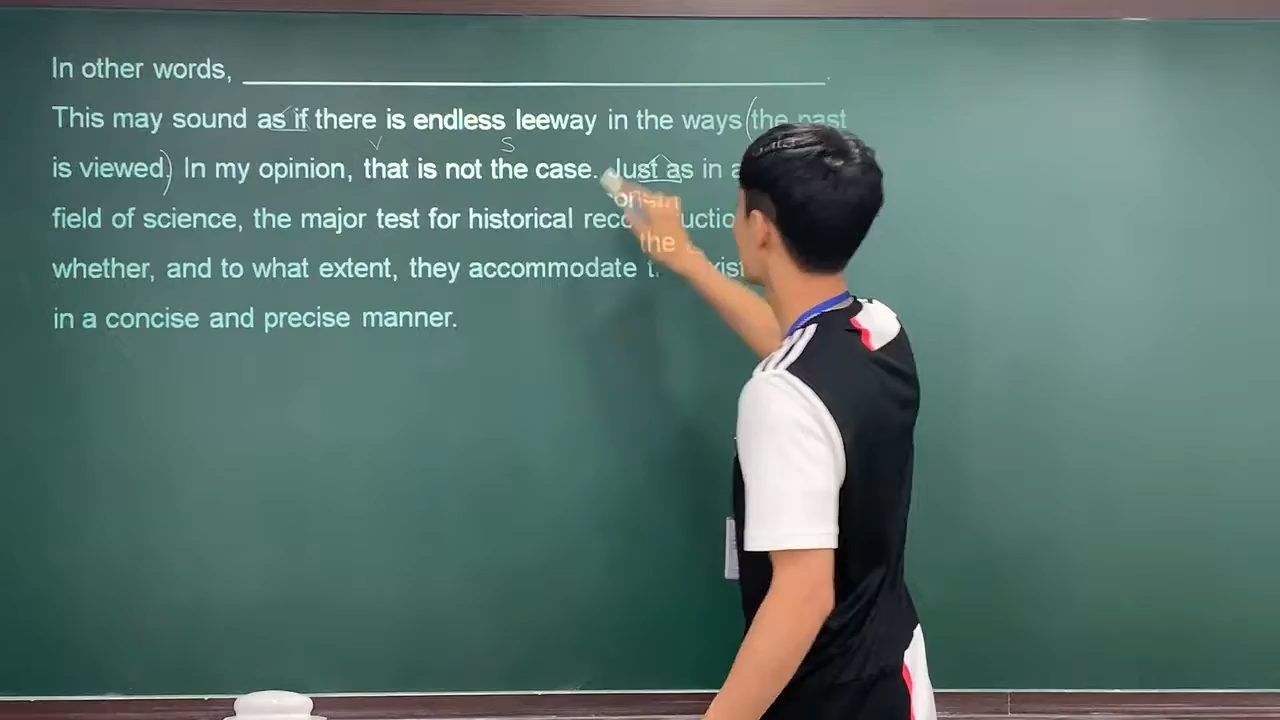 In other words,
This may sound as if there is endless leeway in the ways (the past
v s
is viewed.) In my opinion, that is not the case. Just as in a
field of science, the major test for historical
whether, and to what extent, they accommodate
in a concise and precise manner.